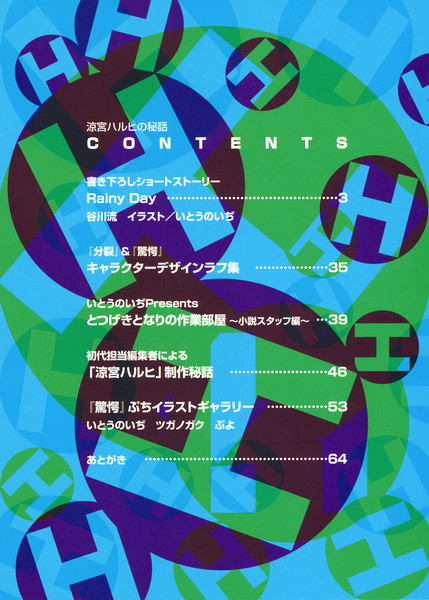 涼宮ハルヒの秘話
CONTENTS
書き下ろしショートストーリー
Rainy Day ……………………………… 3
谷川流 イラスト／いとうのいぢ
『分裂』&『驚愕』
キャラクターデザインラフ集 ……………… 35
いとうのいぢPresents
とつげきとなりの作業部屋 ～小説スタッフ編～ … 39
初代担当編集者による
「涼宮ハルヒ」制作秘話 ……………………… 46
『驚愕』ぷちイラストギャラリー ……………… 53
いとうのいぢ ツガノガク ぷよ
あとがき ……………………………… 64